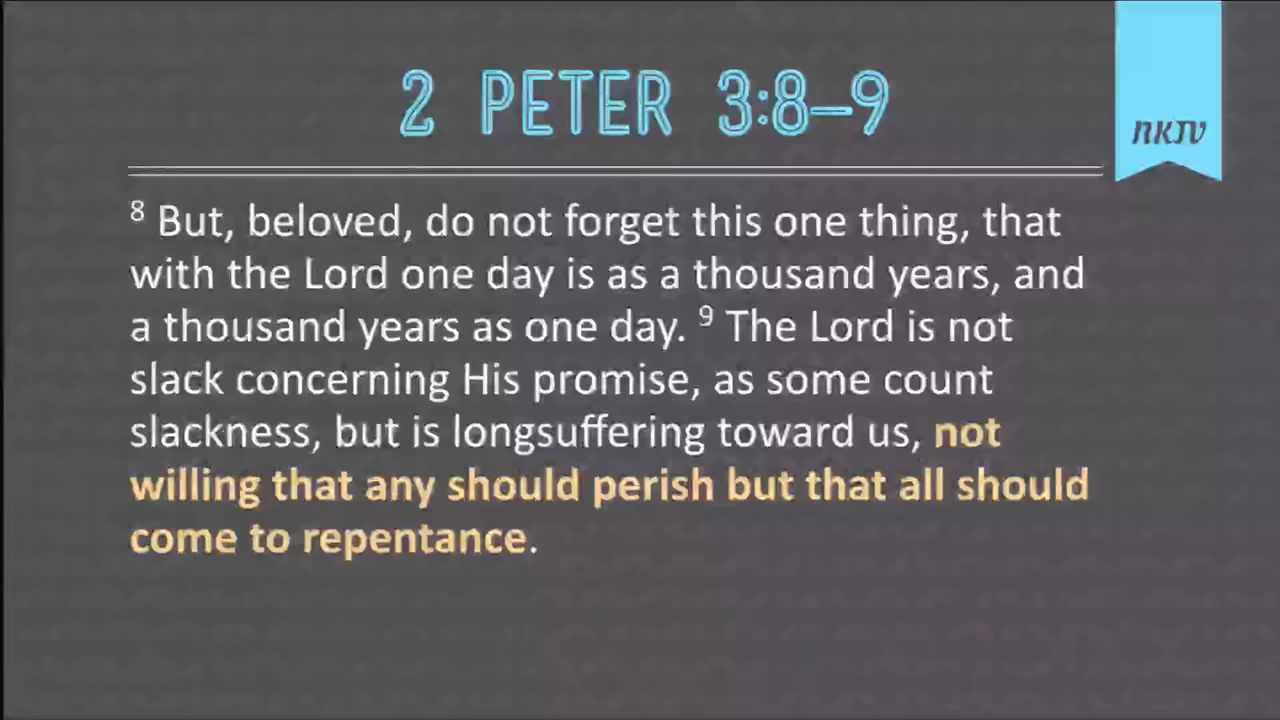 2 PETER 3:8–9
NKJV
8 But, beloved, do not forget this one thing, that
with the Lord one day is as a thousand years, and
a thousand years as one day. 9 The Lord is not
slack concerning His promise, as some count
slackness, but is longsuffering toward us, not
willing that any should perish but that all should
come to repentance.